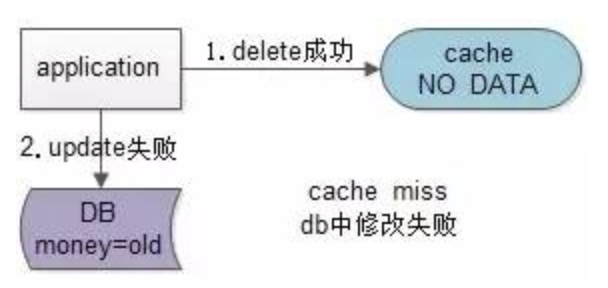 application
1.delete成功
cache
NO DATA
2.update失败
DB
money=old
cache miss
db中修改失败